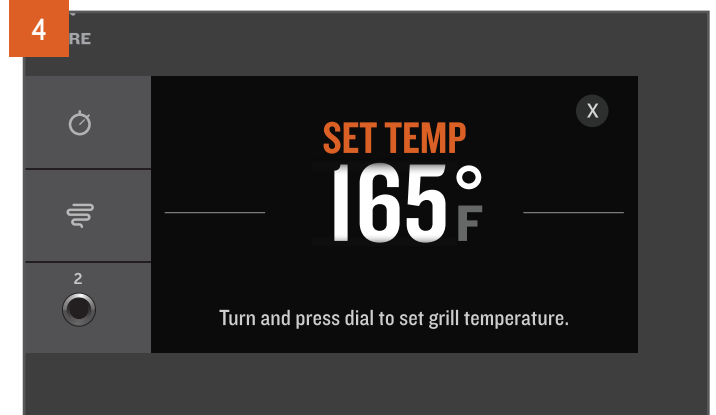 4
RE
X
SET TEMP
165°F
2
Turn and press dial to set grill temperature.